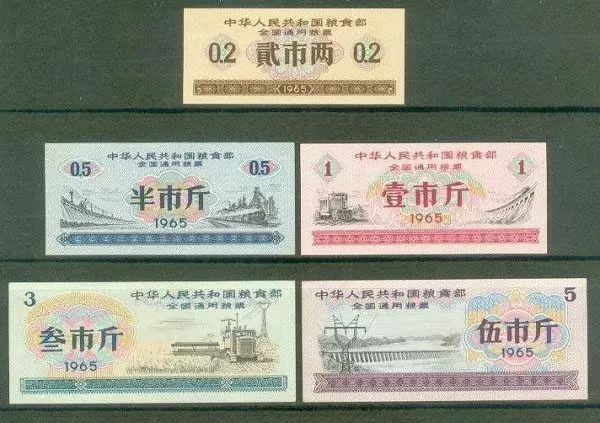 中华人民共和国粮食部
全国通用粮票
0.2 贰市两 0.2
1965
中华人民共和国粮食部
全国通用粮票
0.5 0.5
半市斤
1965
中华人民共和国粮食部
全国通用粮票
1 1
壹市斤
1965
3
中华人民共和国粮食部
全国通用粮票
叁市斤
1965
5
中华人民共和国粮食部
全国通用粮票
伍市斤
1965